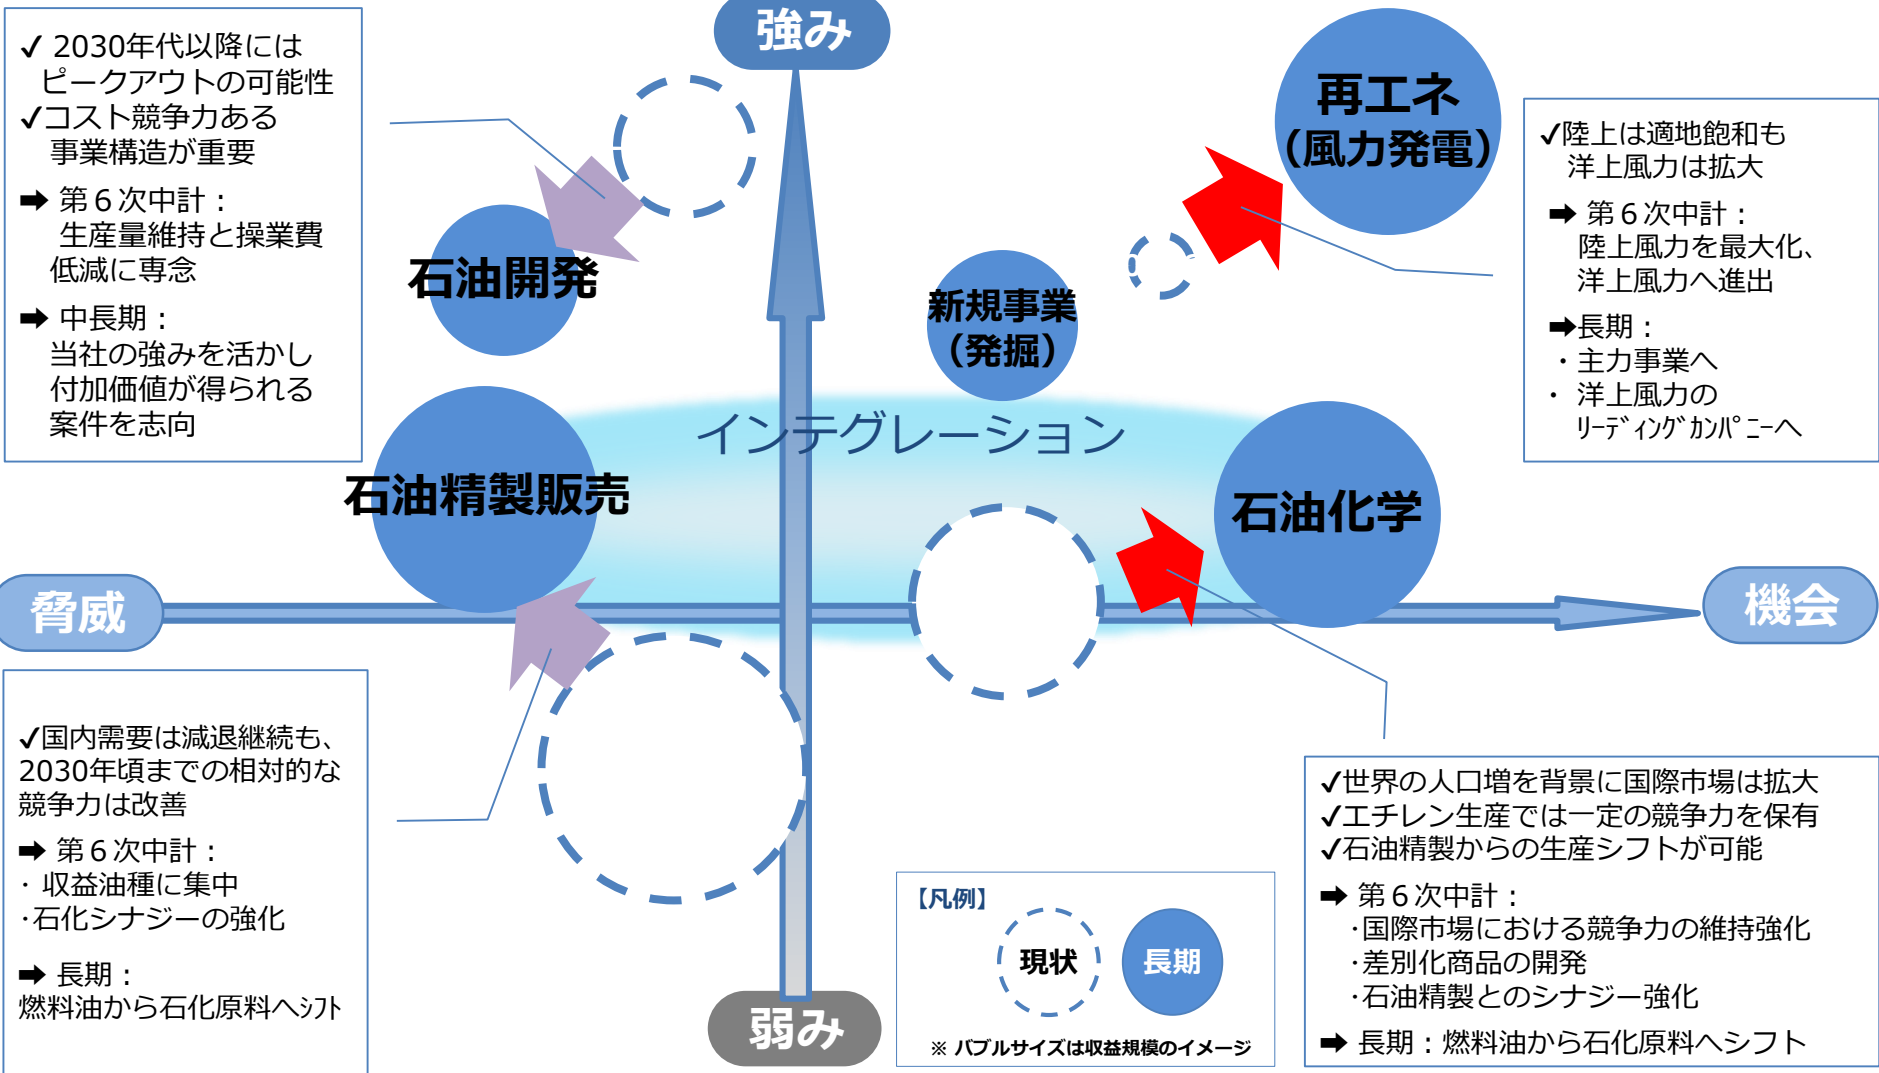 強み
✓ 2030年代以降には
ピークアウトの可能性
✓コスト競争力ある
事業構造が重要
➡ 第６次中計：
生産量維持と操業費
低減に専念
➡ 中長期：
当社の強みを活かし
付加価値が得られる
案件を志向
再エネ
（風力発電）
✓陸上は適地飽和も
洋上風力は拡大
➡ 第６次中計：
陸上風力を最大化、
洋上風力へ進出
➡長期：
・主力事業へ
・ 洋上風力の
ﾘｰﾃﾞｨﾝｸﾞｶﾝﾊﾟﾆｰへ
石油開発
新規事業
（発掘）
インテグレーション
石油精製販売
石油化学
脅威
機会
✓国内需要は減退継続も、
2030年頃までの相対的な
競争力は改善
➡ 第６次中計：
・ 収益油種に集中
・石化シナジーの強化
➡ 長期：
燃料油から石化原料へｼﾌﾄ
✓世界の人口増を背景に国際市場は拡大
✓エチレン生産では一定の競争力を保有
✓石油精製からの生産シフトが可能
➡ 第６次中計：
・国際市場における競争力の維持強化
・差別化商品の開発
・石油精製とのシナジー強化
➡ 長期：燃料油から石化原料へシフト
【凡例】
現状
長期
※ バブルサイズは収益規模のイメージ
弱み